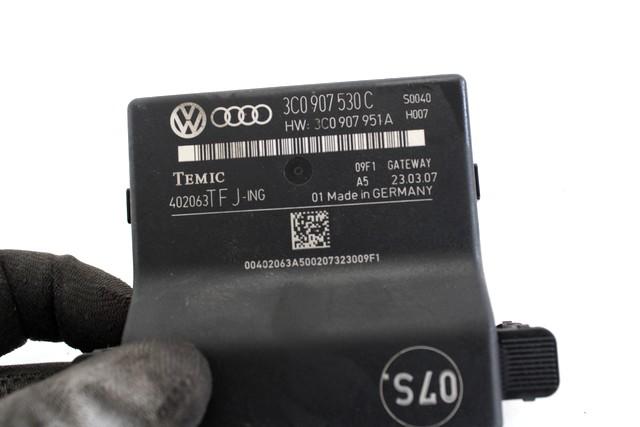 3C0 907 530 C S0040
HW: 3C0 907 951 A H007
09F1 GATEWAY
TEMIC A5 23.03.07
402063TFJ-ING 01 Made in GERMANY
00402063A500207323009F1
07S.